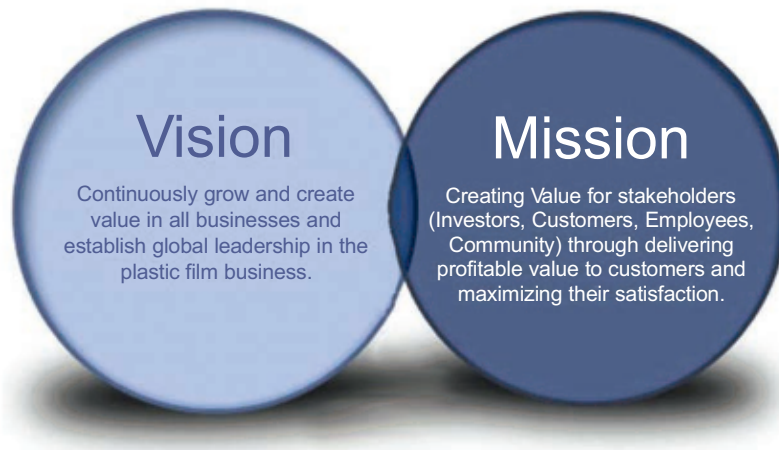 Vision
Continuously grow and create
value in all businesses and
establish global leadership in the
plastic film business.
Mission
Creating Value for stakeholders
(Investors, Customers, Employees,
Community) through delivering
profitable value to customers and
maximizing their satisfaction.